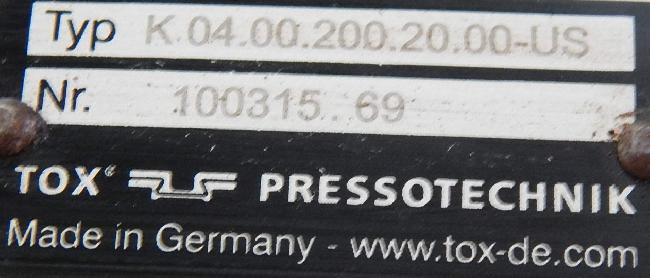 Typ K.04.00.200.20.00-US
Nr. 100315. 69
TOX® PRESSOTECHNIK
Made in Germany - www.tox-de.com